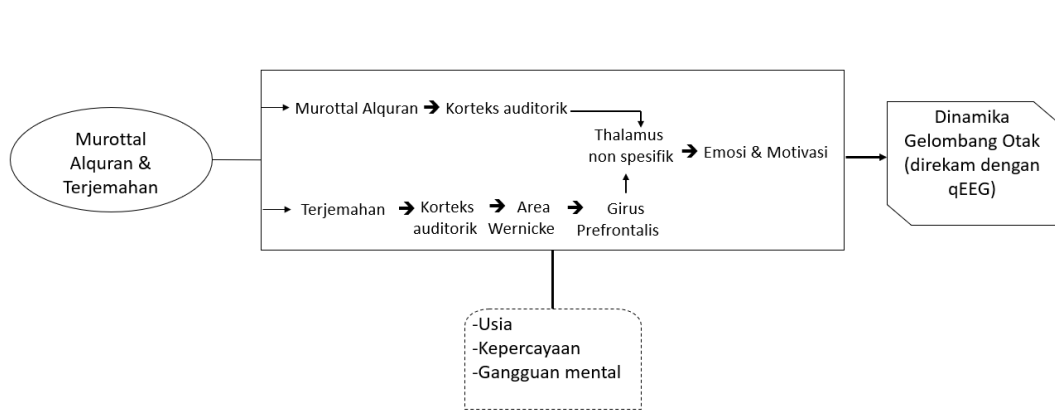 Murottal
Alquran &
Terjemahan
Murottal Alquran ➔ Korteks auditorik
Thalamus
non spesifik ➔ Emosi & Motivasi
Terjemahan ➔ Korteks
auditorik ➔ Area
Wernicke ➔ Girus
Prefrontalis
Dinamika
Gelombang Otak
(direkam dengan
qEEG)
-Usia
-Kepercayaan
-Gangguan mental